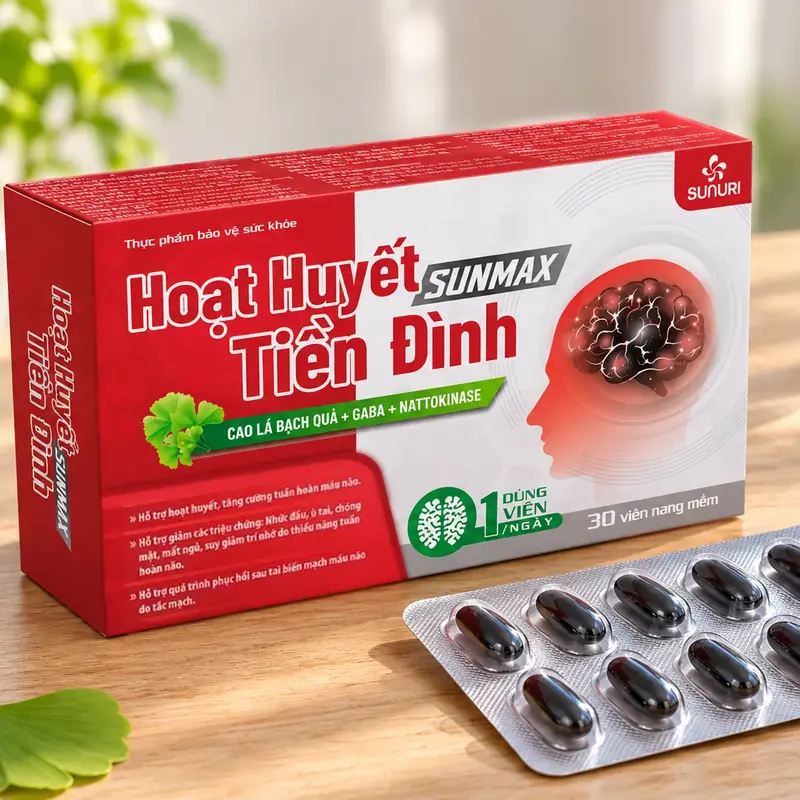 SUNURI
Thực phẩm bảo vệ sức khỏe
Hoạt Huyết SUNMAX
Tiền Đình
CAO LÁ BẠCH QUẢ + GABA + NATTOKINASE
» Hỗ trợ hoạt huyết, tăng cường tuần hoàn máu não.
» Hỗ trợ giảm các triệu chứng: Nhức đầu, ù tai, chóng
mặt, mất ngủ, suy giảm trí nhớ do thiểu năng tuần
hoàn não.
» Hỗ trợ quá trình phục hồi sau tai biến mạch máu não
do tắc mạch.
1 DÙNG
VIÊN
/NGÀY
30 viên nang mềm
Hoạt Huyết SUNMAX
Tiền Đình